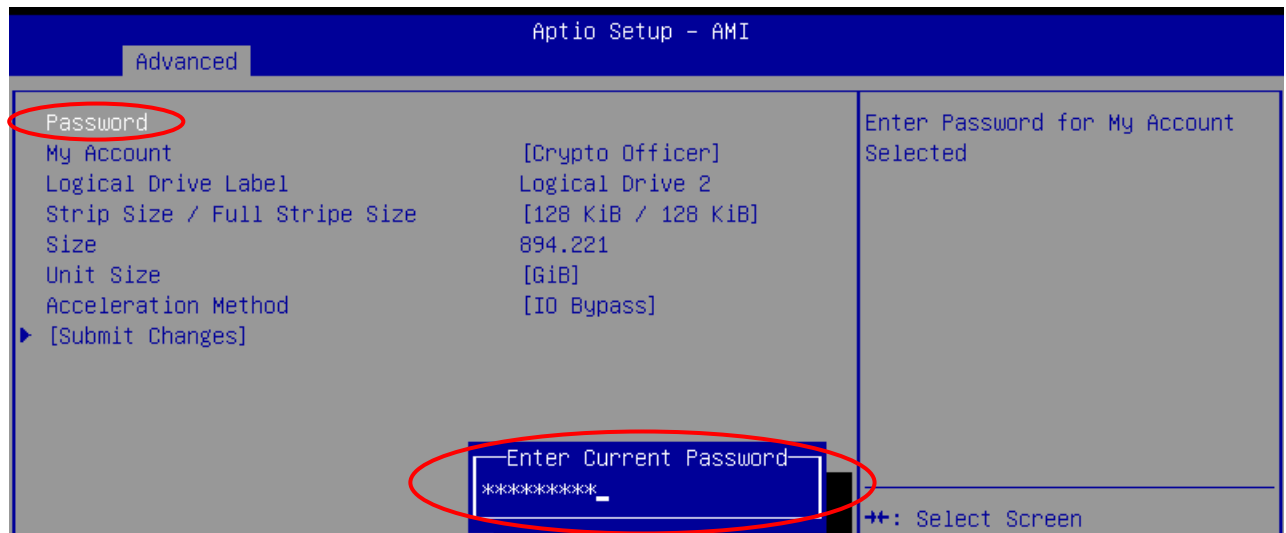 Aptio Setup - AMI
Advanced
Password
My Account [Crypto Officer]
Logical Drive Label Logical Drive 2
Strip Size / Full Stripe Size [128 KiB / 128 KiB]
Size 894.221
Unit Size [GiB]
Acceleration Method [IO Bypass]
▶ [Submit Changes]
Enter Password for My Account
Selected
Enter Current Password
*********_
→←: Select Screen